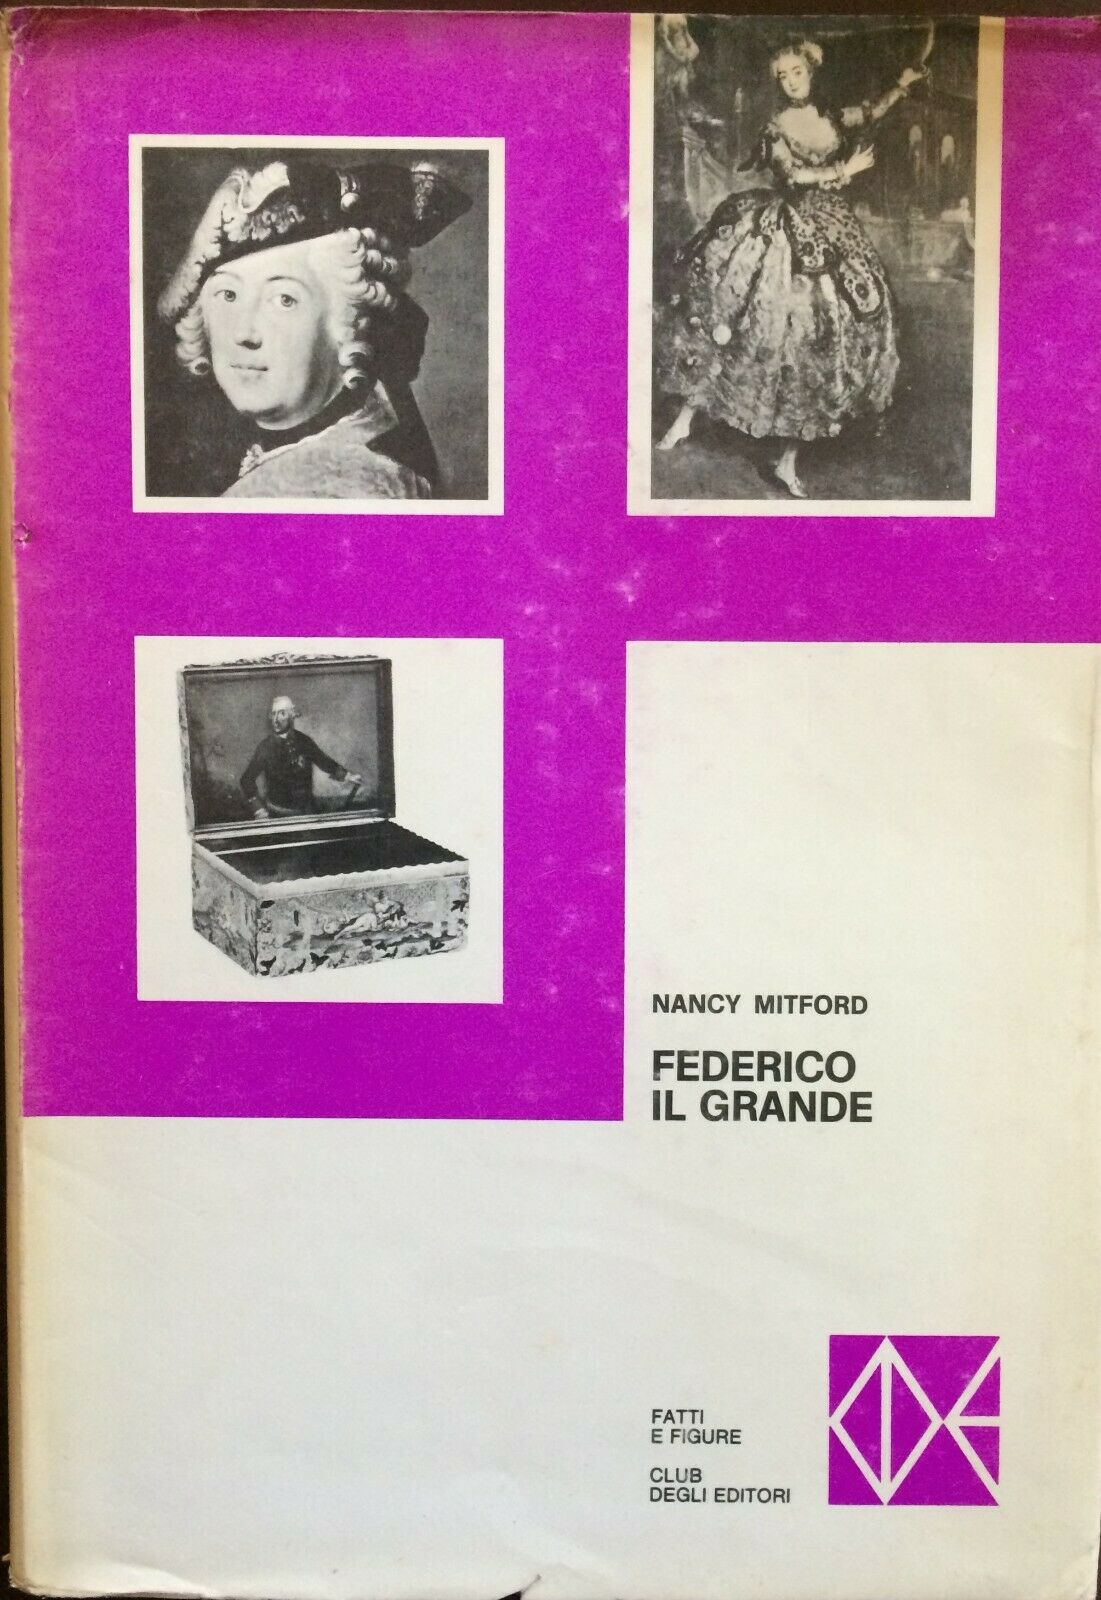 NANCY MITFORD
FEDERICO
IL GRANDE
FATTI
E FIGURE
CLUB
DEGLI EDITORI